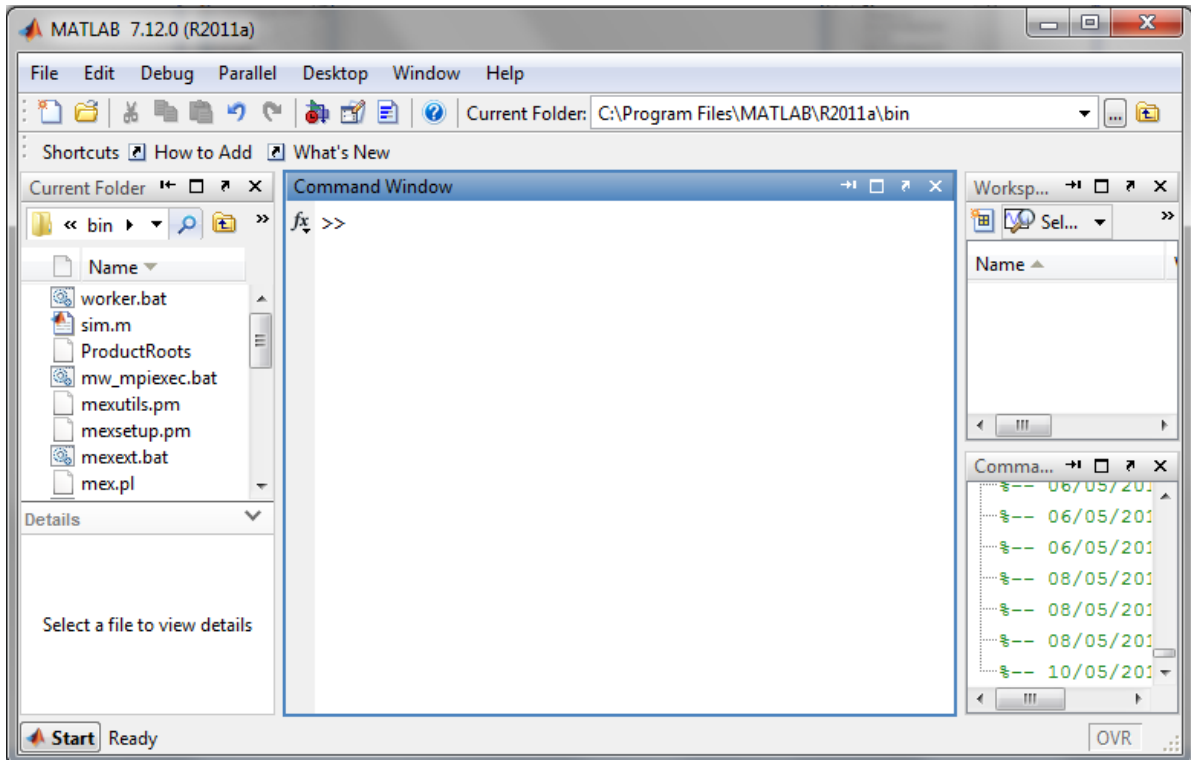 MATLAB 7.12.0 (R2011a)
File Edit Debug Parallel Desktop Window Help
Current Folder: C:\Program Files\MATLAB\R2011a\bin
Shortcuts How to Add What's New
Current Folder
« bin
Name
worker.bat
sim.m
ProductRoots
mw_mpiexec.bat
mexutils.pm
mexsetup.pm
mexext.bat
mex.pl
Details
Select a file to view details
Command Window
fx >>
Worksp...
Sel...
Name
Comma...
%-- 06/05/201
%-- 06/05/201
%-- 06/05/201
%-- 08/05/201
%-- 08/05/201
%-- 08/05/201
%-- 10/05/201
Start Ready
OVR